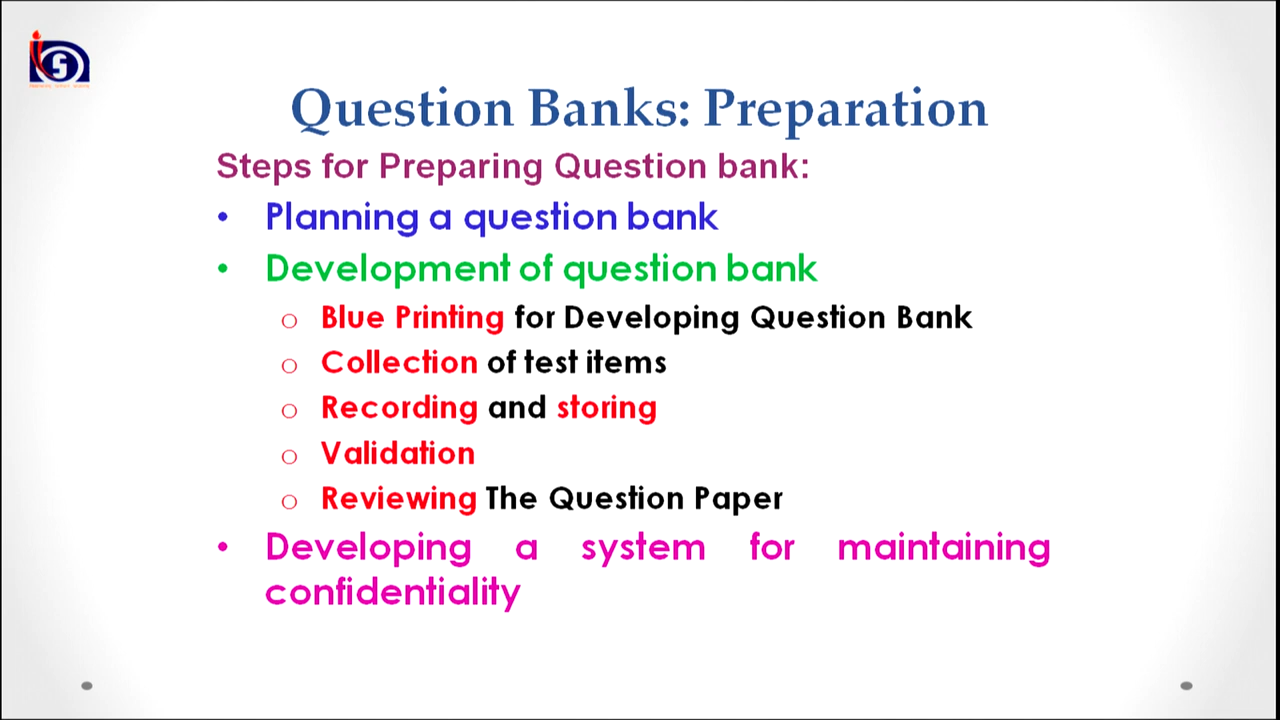 Question Banks: Preparation
Steps for Preparing Question bank:
• Planning a question bank
• Development of question bank
o Blue Printing for Developing Question Bank
o Collection of test items
o Recording and storing
o Validation
o Reviewing The Question Paper
• Developing a system for maintaining
confidentiality